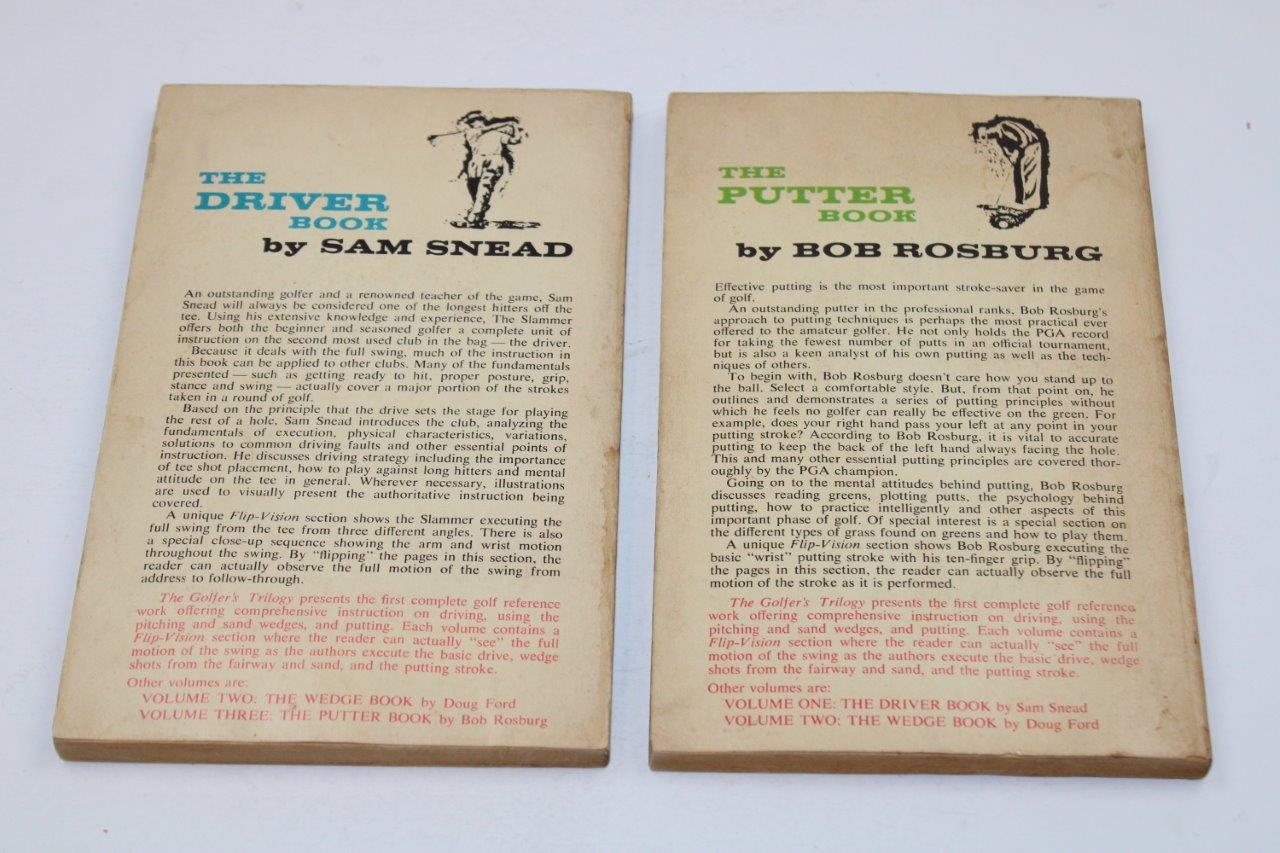 THE
DRIVER
BOOK
by SAM SNEAD
An outstanding golfer and a renowned teacher of the game, Sam
Snead will always be considered one of the longest hitters off the
tee. Using his extensive knowledge and experience, The Slammer
offers both the beginner and seasoned golfer a complete unit of
instruction on the second most used club in the bag — the driver.
Because it deals with the full swing, much of the instruction in
this book can be applied to other clubs. Many of the fundamentals
presented — such as getting ready to hit, proper posture, grip,
stance and swing — actually cover a major portion of the strokes
taken in a round of golf.
Based on the principle that the drive sets the stage for playing
the rest of a hole, Sam Snead introduces the club, analyzing the
fundamentals of execution, physical characteristics, variations,
solutions to common driving faults and other essential points of
instruction. He discusses driving strategy including the importance
of tee shot placement, how to play against long hitters and mental
attitude on the tee in general. Wherever necessary, illustrations
are used to visually present the authoritative instruction being
covered.
A unique Flip-Vision section shows the Slammer executing the
full swing from the tee from three different angles. There is also
a special close-up sequence showing the arm and wrist motion
throughout the swing. By “flipping” the pages in this section, the
reader can actually observe the full motion of the swing from
address to follow-through.
The Golfer's Trilogy presents the first complete golf reference
work offering comprehensive instruction on driving, using the
pitching and sand wedges, and putting. Each volume contains a
Flip-Vision section where the reader can actually "see" the full
motion of the swing as the authors execute the basic drive, wedge
shots from the fairway and sand, and the putting stroke.
Other volumes are:
VOLUME TWO: THE WEDGE BOOK by Doug Ford
VOLUME THREE: THE PUTTER BOOK by Bob Rosburg
THE
PUTTER
BOOK
by BOB ROSBURG
Effective putting is the most important stroke-saver in the game
of golf.
An outstanding putter in the professional ranks, Bob Rosburg's
approach to putting techniques is perhaps the most practical ever
offered to the amateur golfer. He not only holds the PGA record
for taking the fewest number of putts in an official tournament,
but is also a keen analyst of his own putting as well as the tech-
niques of others.
To begin with, Bob Rosburg doesn't care how you stand up to
the ball. Select a comfortable style. But, from that point on, he
outlines and demonstrates a series of putting principles without
which he feels no golfer can really be effective on the green. For
example, does your right hand pass your left at any point in your
putting stroke? According to Bob Rosburg, it is vital to accurate
putting to keep the back of the left hand always facing the hole.
This and many other essential putting principles are covered thor-
oughly by the PGA champion.
Going on to the mental attitudes behind putting, Bob Rosburg
discusses reading greens, plotting putts, the psychology behind
putting, how to practice intelligently and other aspects of this
important phase of golf. Of special interest is a special section on
the different types of grass found on greens and how to play them.
A unique Flip-Vision section shows Bob Rosburg executing the
basic "wrist" putting stroke with his ten-finger grip. By "flipping"
the pages in this section, the reader can actually observe the full
motion of the stroke as it is performed.
The Golfer's Trilogy presents the first complete golf reference
work offering comprehensive instruction on driving, using the
pitching and sand wedges, and putting. Each volume contains a
Flip-Vision section where the reader can actually "see" the full
motion of the swing as the authors execute the basic drive, wedge
shots from the fairway and sand, and the putting stroke.
Other volumes are:
VOLUME ONE: THE DRIVER BOOK by Sam Snead
VOLUME TWO: THE WEDGE BOOK by Doug Ford